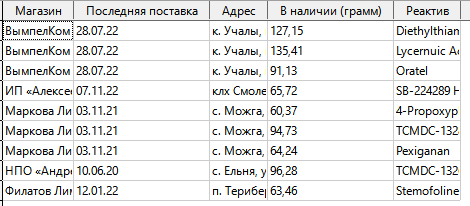 Магазин Последняя поставка Адрес В наличии (грамм) Реактив
ВымпелКом 28.07.22 к. Учалы, 127,15 Diethylthian
ВымпелКом 28.07.22 к. Учалы, 135,41 Lycernuic A
ВымпелКом 28.07.22 к. Учалы, 91,13 Oratel
ИП «Алексе 07.11.22 клх Смоле 65,72 SB-224289 H
Маркова Ли 03.11.21 с. Можга, 60,37 4-Propoxyp
Маркова Ли 03.11.21 с. Можга, 94,73 TCMDC-132
Маркова Ли 03.11.21 с. Можга, 64,24 Pexiganan
НПО «Андр 10.06.20 с. Ельня, у 96,28 TCMDC-132
Филатов Ли 12.01.22 п. Терибер 63,46 Stemofoline